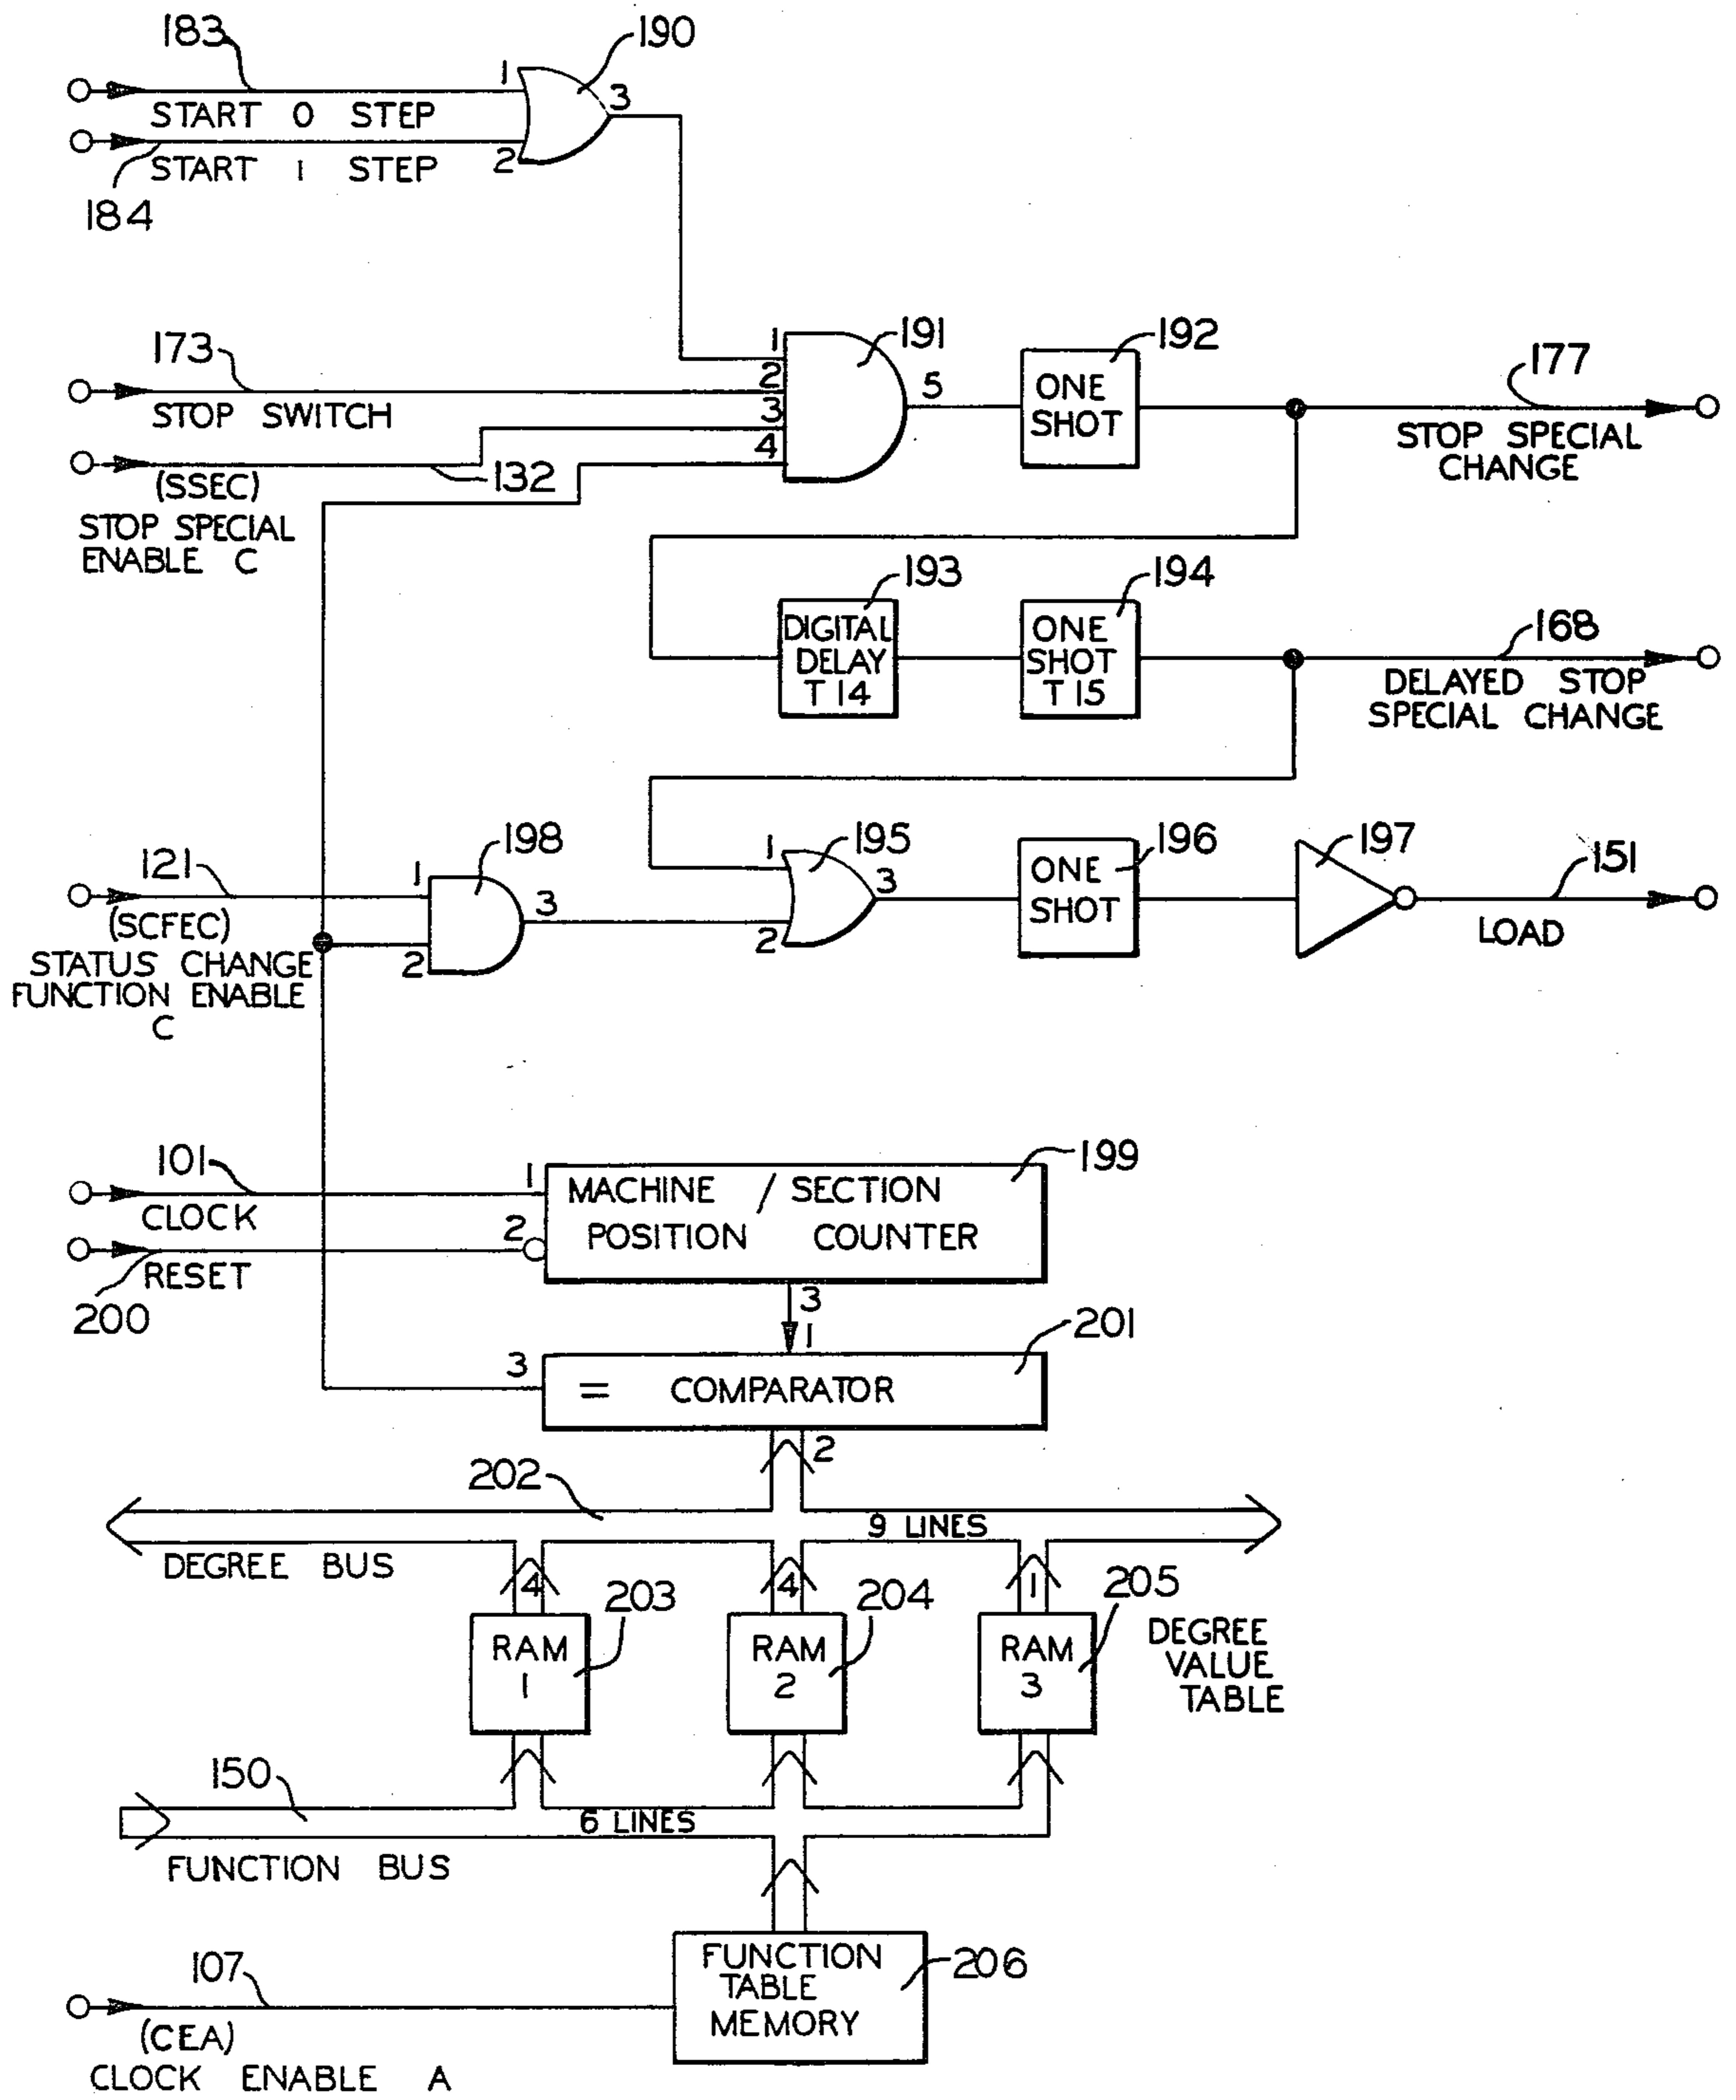 183
190
1
3
START 0 STEP
2
START 1 STEP
184
191
192
177
173
1
2
5
ONE
SHOT
3
STOP SWITCH
4
STOP SPECIAL
CHANGE
132
(SSEC)
STOP SPECIAL
ENABLE C
193
194
168
DIGITAL
DELAY
T 14
ONE
SHOT
T 15
DELAYED STOP
SPECIAL CHANGE
198
195
196
197
151
121
1
1
3
3
ONE
SHOT
(SCFEC)
2
2
LOAD
STATUS CHANGE
FUNCTION ENABLE
C
101
199
1
MACHINE / SECTION
POSITION COUNTER
CLOCK
2
RESET
200
3
1
201
3
= COMPARATOR
2
202
9 LINES
DEGREE BUS
4
203
4
204
1
205
RAM
1
RAM
2
RAM
3
DEGREE
VALUE
TABLE
150
6 LINES
FUNCTION BUS
107
FUNCTION
TABLE
MEMORY
206
(CEA)
CLOCK ENABLE A